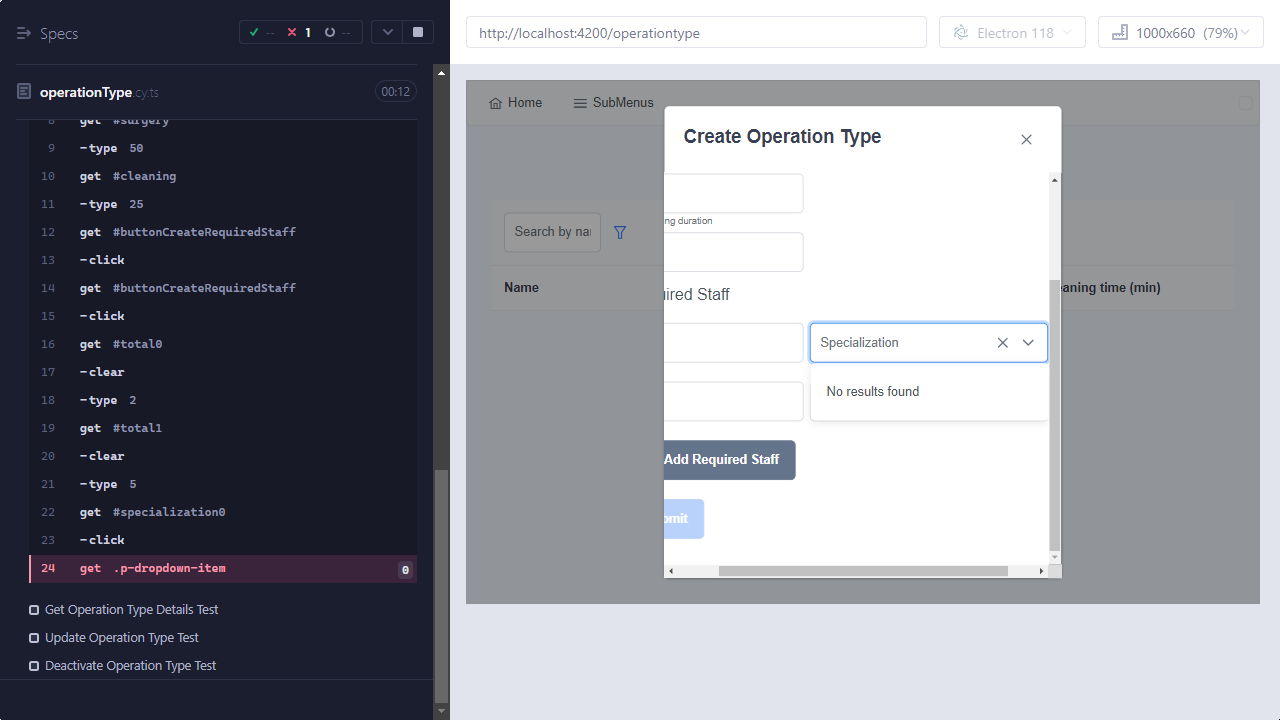 Specs
-- 1 --
operationType.cy.ts 00:12
8 get #surgery
9 -type 50
10 get #cleaning
11 -type 25
12 get #buttonCreateRequiredStaff
13 -click
14 get #buttonCreateRequiredStaff
15 -click
16 get #total0
17 -clear
18 -type 2
19 get #total1
20 -clear
21 -type 5
22 get #specialization0
23 -click
24 get .p-dropdown-item 0
Get Operation Type Details Test
Update Operation Type Test
Deactivate Operation Type Test
http://localhost:4200/operationtype
Electron 118
1000x660 (79%)
Home
SubMenus
Search by nar
Name
eaning time (min)
Create Operation Type
ng duration
uired Staff
Specialization
No results found
Add Required Staff
bmit